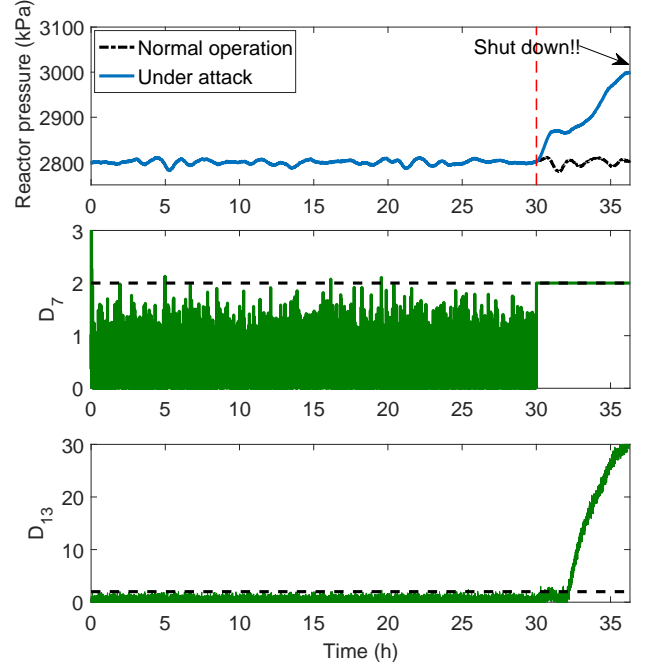 3100
3000
2900
2800
Reactor pressure (kPa)
Normal operation
Under attack
Shut down!!
0 5 10 15 20 25 30 35
3
2
1
0
D7
0 5 10 15 20 25 30 35
30
20
10
0
D13
0 5 10 15 20 25 30 35
Time (h)